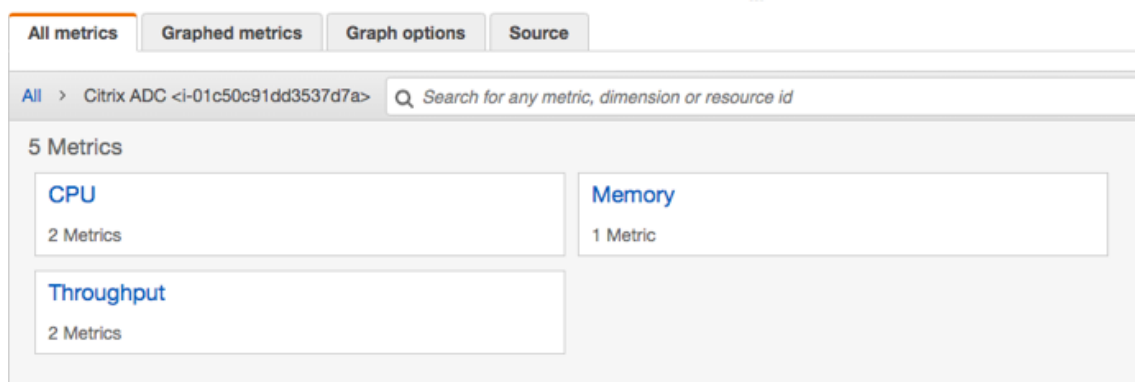 All metrics Graphed metrics Graph options Source
All > Citrix ADC <i-01c50c91dd3537d7a> Search for any metric, dimension or resource id
5 Metrics
CPU Memory
2 Metrics 1 Metric
Throughput
2 Metrics